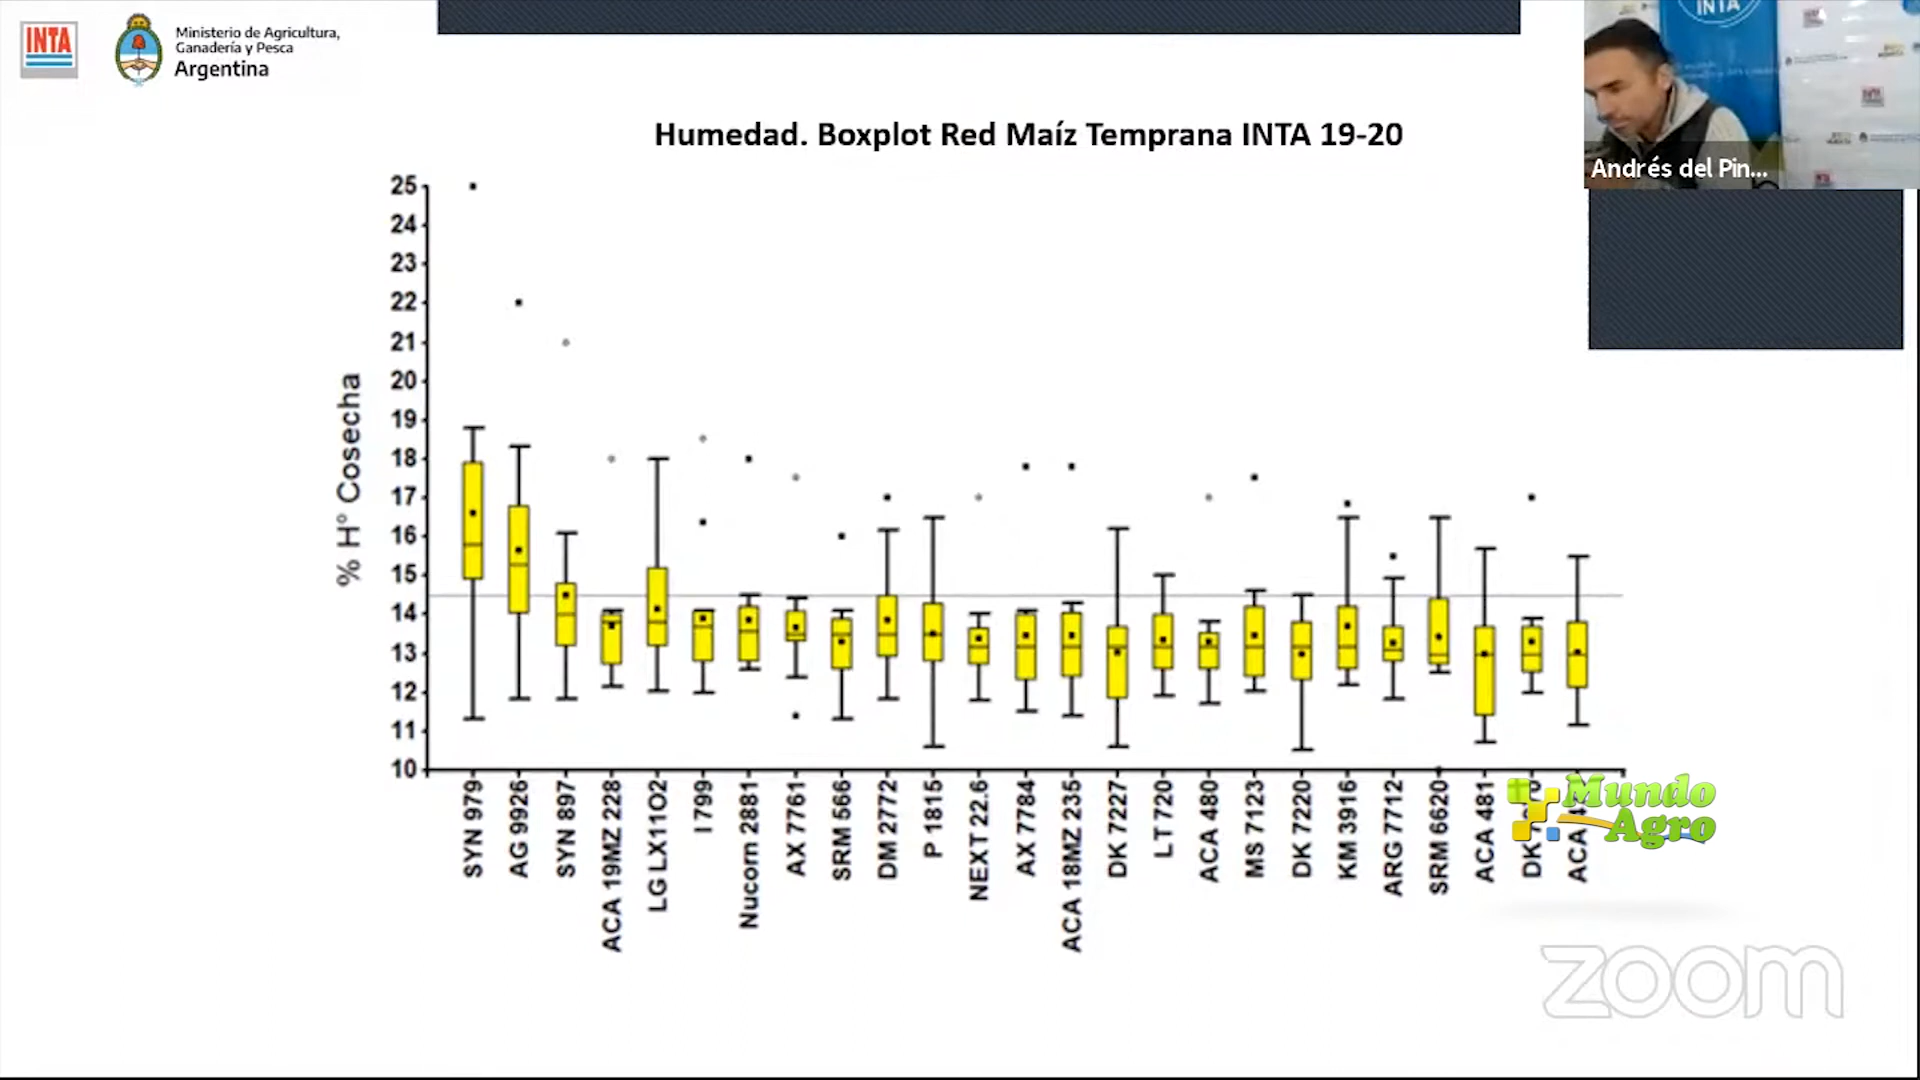 INTA
Ministerio de Agricultura,
Ganadería y Pesca
Argentina
INTA
Andrés del Pin...
Humedad. Boxplot Red Maíz Temprana INTA 19-20
% H° Cosecha
25
24
23
22
21
20
19
18
17
16
15
14
13
12
11
10
SYN 979
AG 9926
SYN 897
ACA 19MZ 228
LG LX11O2
I 799
Nucorn 2881
AX 7761
SRM 566
DM 2772
P 1815
NEXT 22.6
AX 7784
ACA 18MZ 235
DK 7227
LT 720
ACA 480
MS 7123
DK 7220
KM 3916
ARG 7712
SRM 6620
ACA 481
DK
ACA
Mundo
Agro
zoom